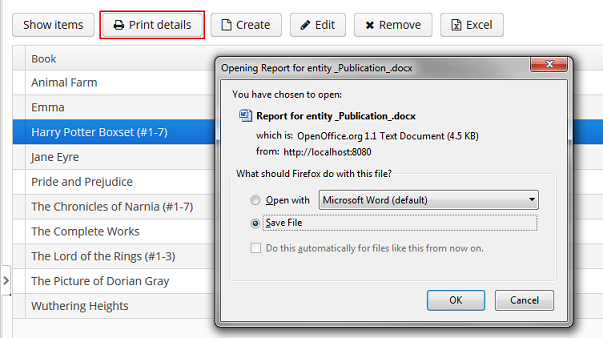 Show items
Print details
Create
Edit
Remove
Excel
Book
Animal Farm
Emma
Harry Potter Boxset (#1-7)
Jane Eyre
Pride and Prejudice
The Chronicles of Narnia (#1-7)
The Complete Works
The Lord of the Rings (#1-3)
The Picture of Dorian Gray
Wuthering Heights
Opening Report for entity _Publication_.docx
You have chosen to open:
Report for entity _Publication_.docx
which is: OpenOffice.org 1.1 Text Document (4.5 KB)
from: http://localhost:8080
What should Firefox do with this file?
Open with
Microsoft Word (default)
Save File
Do this automatically for files like this from now on.
OK
Cancel